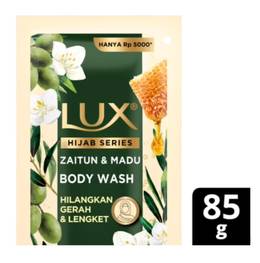 HANYA Rp 5000*
LUX
HIJAB SERIES
ZAITUN & MADU
BODY WASH
HILANGKAN
GERAH
& LENGKET
85
g